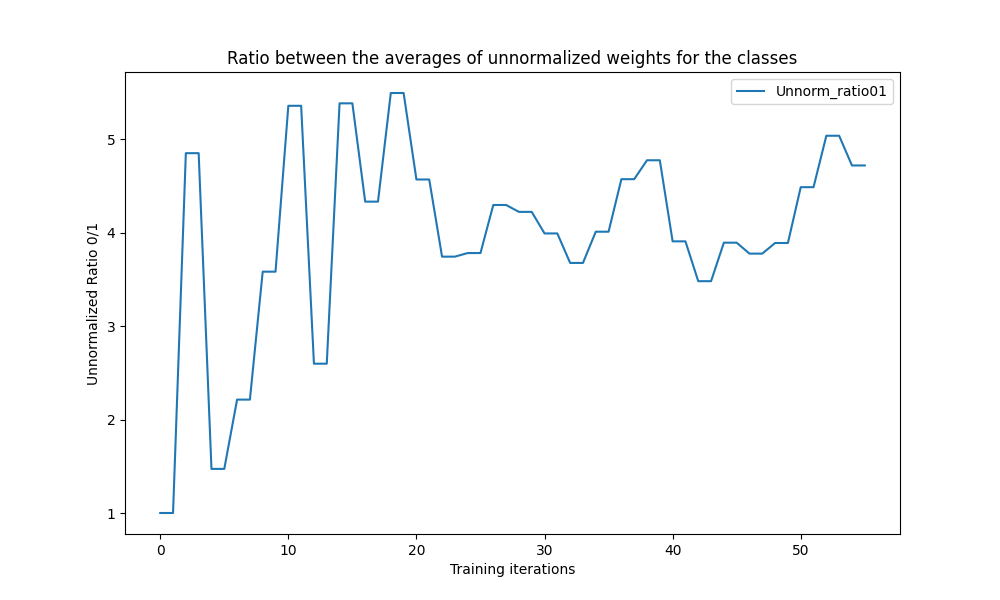 Ratio between the averages of unnormalized weights for the classes
Unnorm_ratio01
Unnormalized Ratio 0/1
5
4
3
2
1
0 10 20 30 40 50
Training iterations